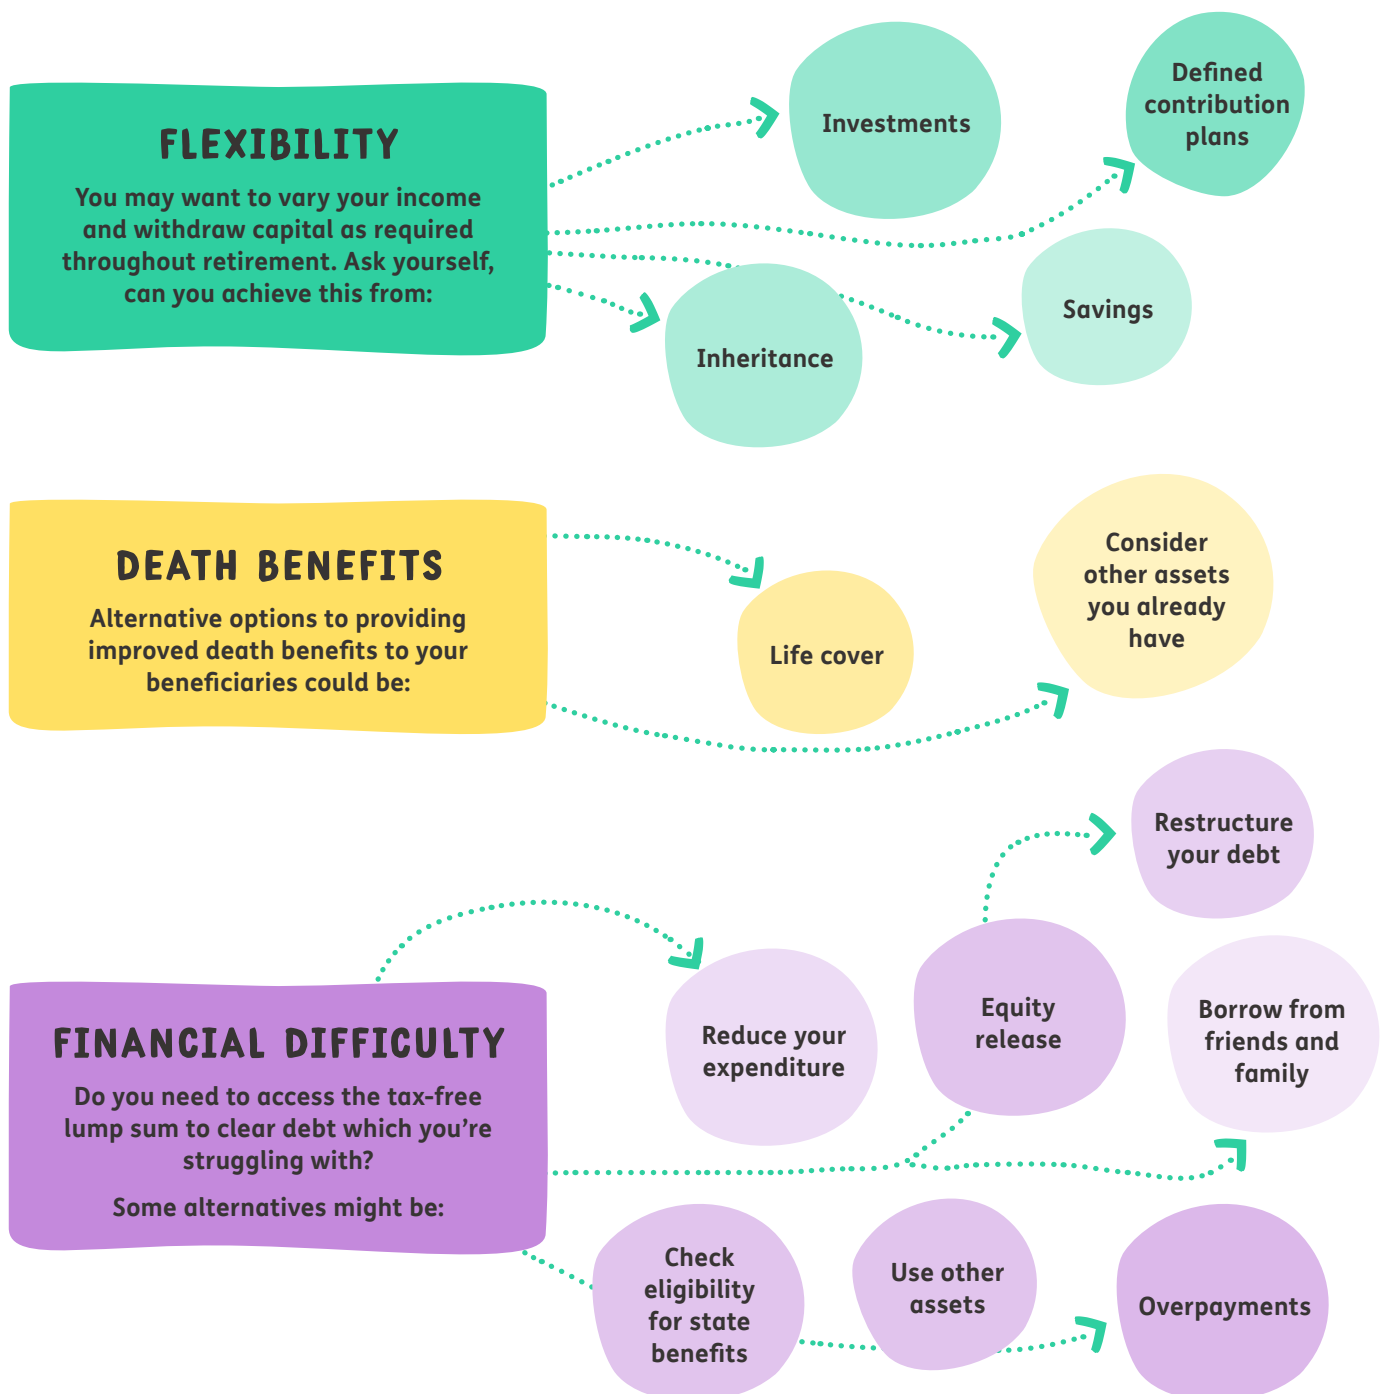 FLEXIBILITY
You may want to vary your income
and withdraw capital as required
throughout retirement. Ask yourself,
can you achieve this from:
Investments
Defined
contribution
plans
Savings
Inheritance
DEATH BENEFITS
Alternative options to providing
improved death benefits to your
beneficiaries could be:
Life cover
Consider
other assets
you already
have
FINANCIAL DIFFICULTY
Do you need to access the tax-free
lump sum to clear debt which you’re
struggling with?
Some alternatives might be:
Reduce your
expenditure
Equity
release
Restructure
your debt
Borrow from
friends and
family
Check
eligibility
for state
benefits
Use other
assets
Overpayments